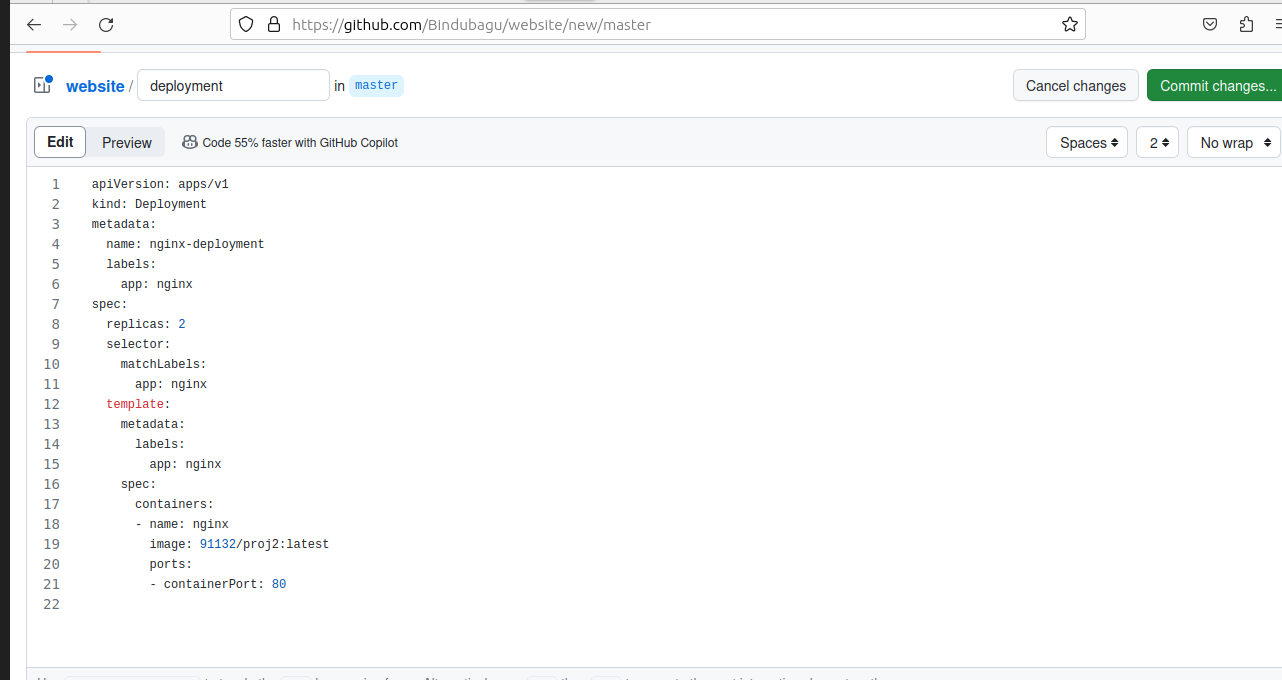 https://github.com/Bindubagu/website/new/master
website / deployment in master
Cancel changes
Commit changes...
Edit
Preview
Code 55% faster with GitHub Copilot
Spaces
2
No wrap
1 apiVersion: apps/v1
2 kind: Deployment
3 metadata:
4   name: nginx-deployment
5   labels:
6     app: nginx
7 spec:
8   replicas: 2
9   selector:
10     matchLabels:
11       app: nginx
12   template:
13     metadata:
14       labels:
15         app: nginx
16     spec:
17       containers:
18       - name: nginx
19         image: 91132/proj2:latest
20         ports:
21         - containerPort: 80
22